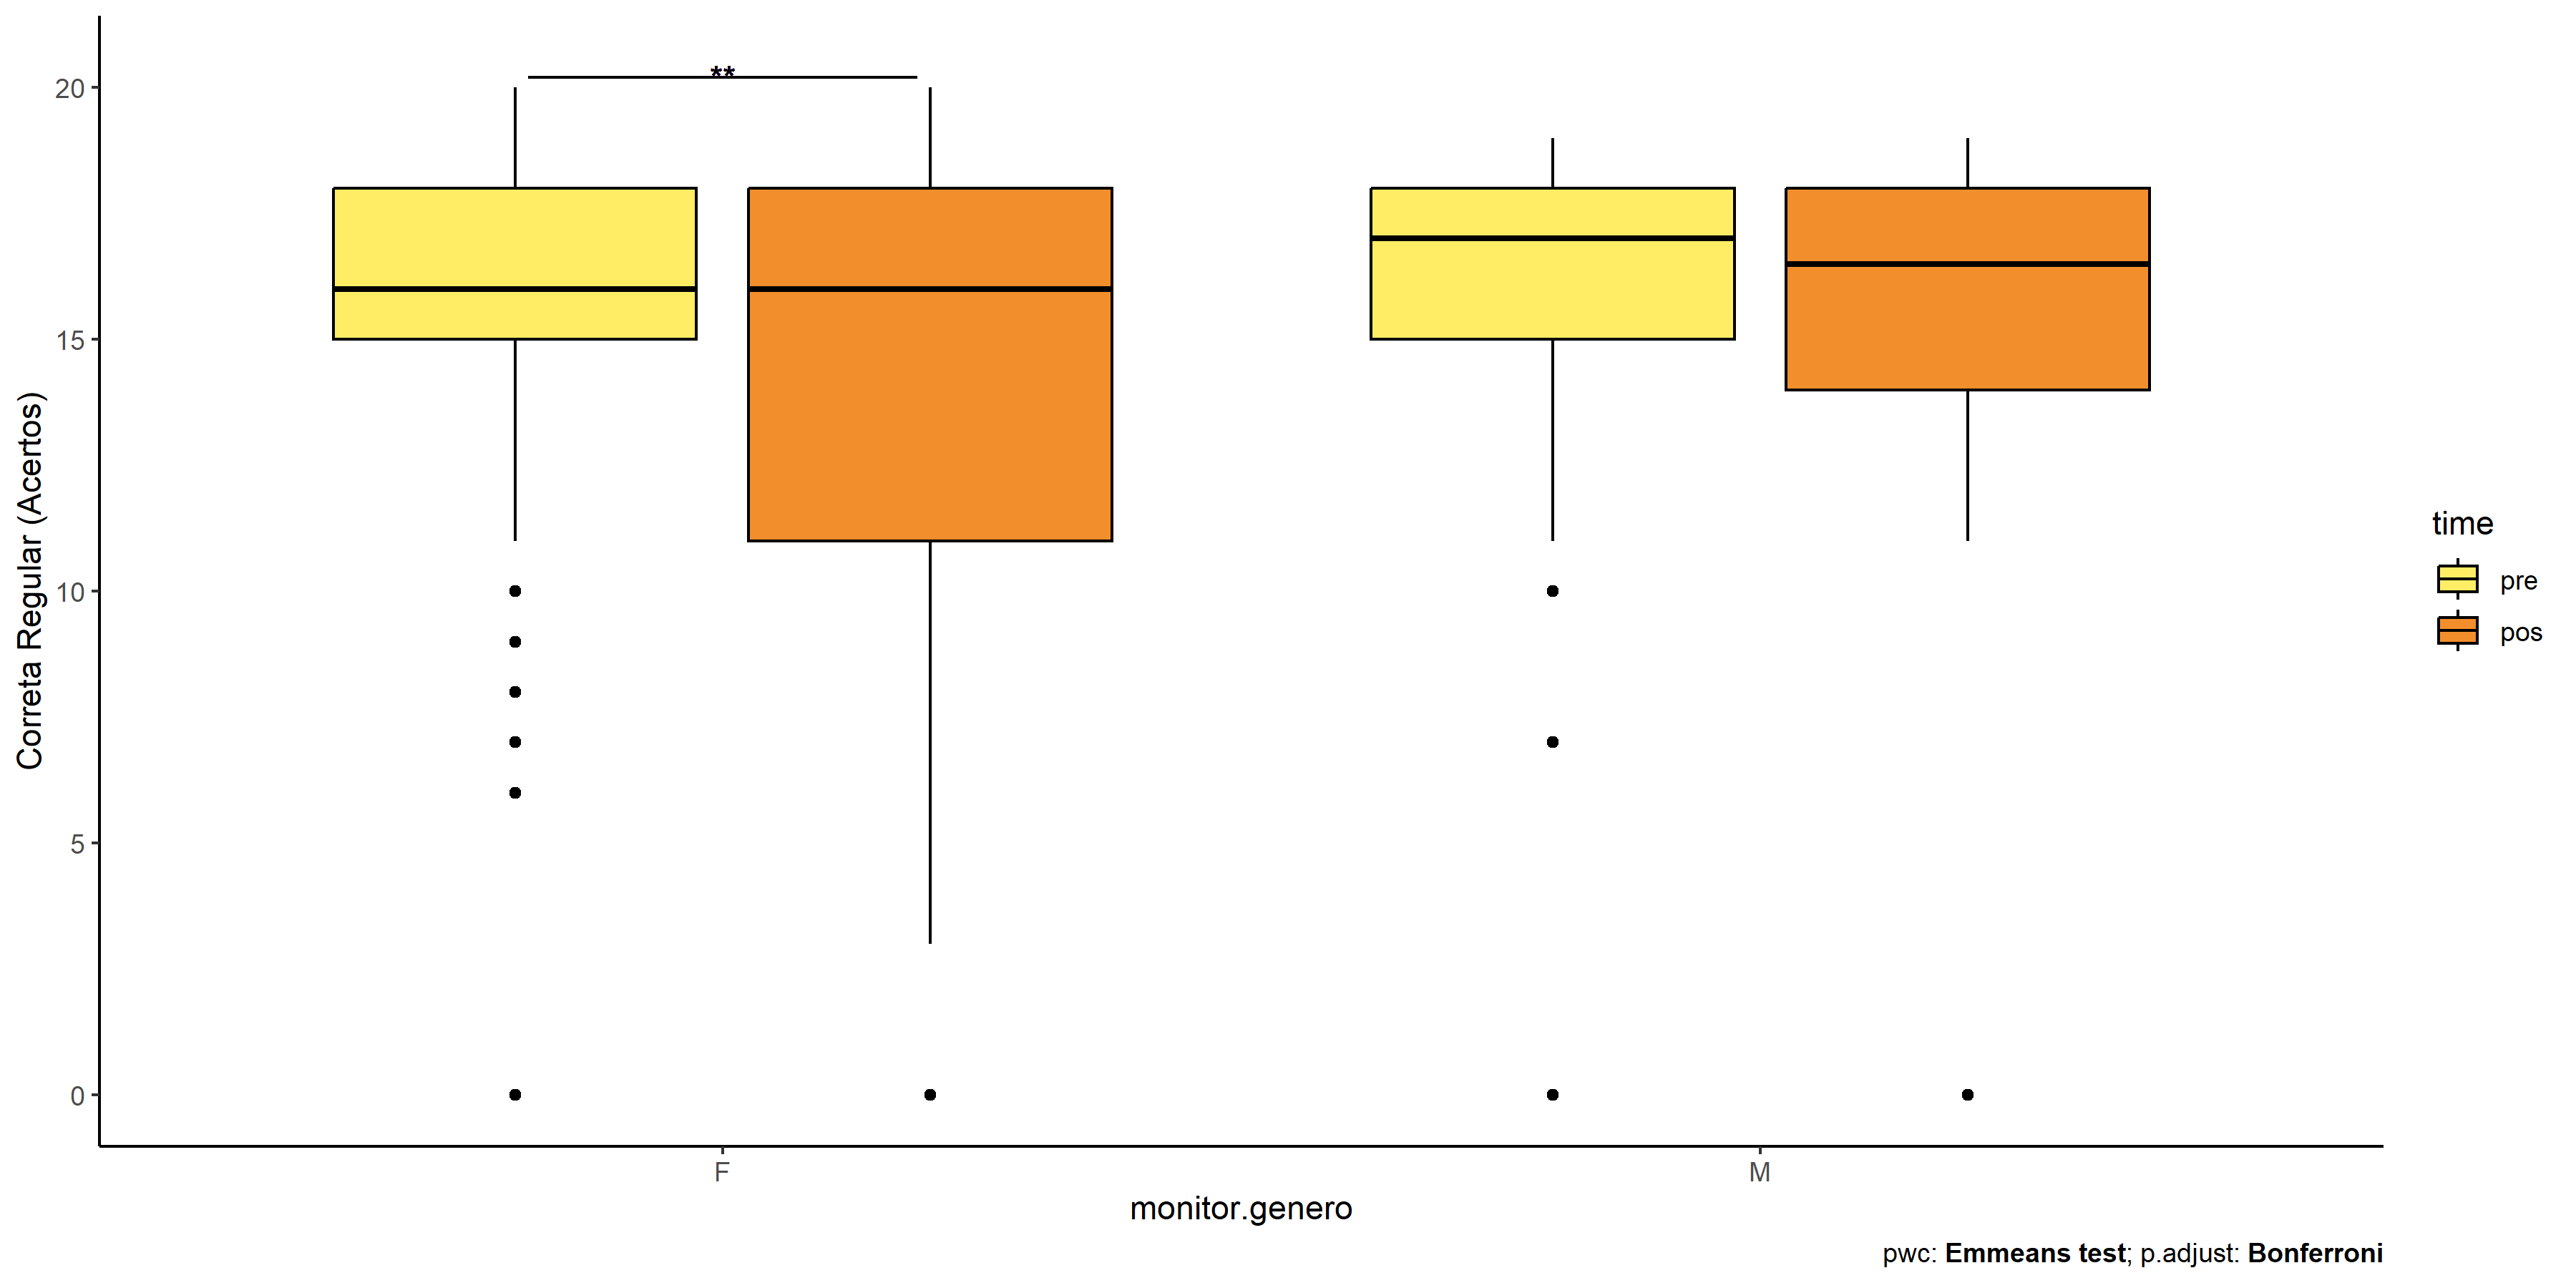 **
20
15
10
5
0
Correta Regular (Acertos)
F
M
monitor.genero
time
pre
pos
pwc: Emmeans test; p.adjust: Bonferroni